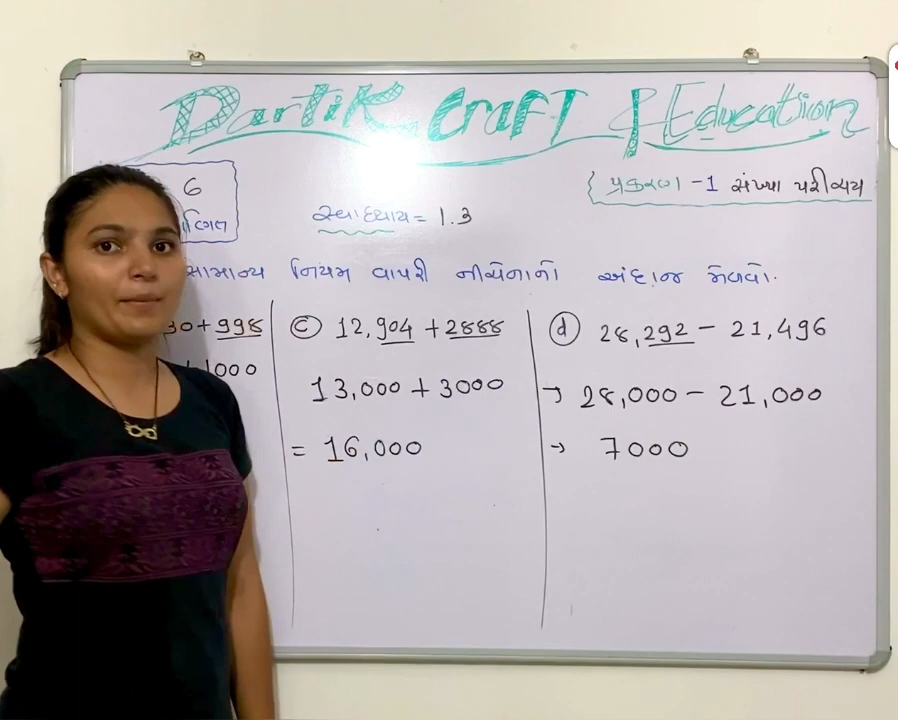 Dartik Craft & Education
6
પ્રકરણ -1 સંખ્યા પરીચય
સ્વાધ્યાય = 1.3
સામાન્ય નિયમ વાપરી નીચેનાનો અંદાજ મેળવો.
30 + 998
1000
c 12,904 + 2888
13,000 + 3000
= 16,000
d 28,292 - 21,496
→ 28,000 - 21,000
→ 7000